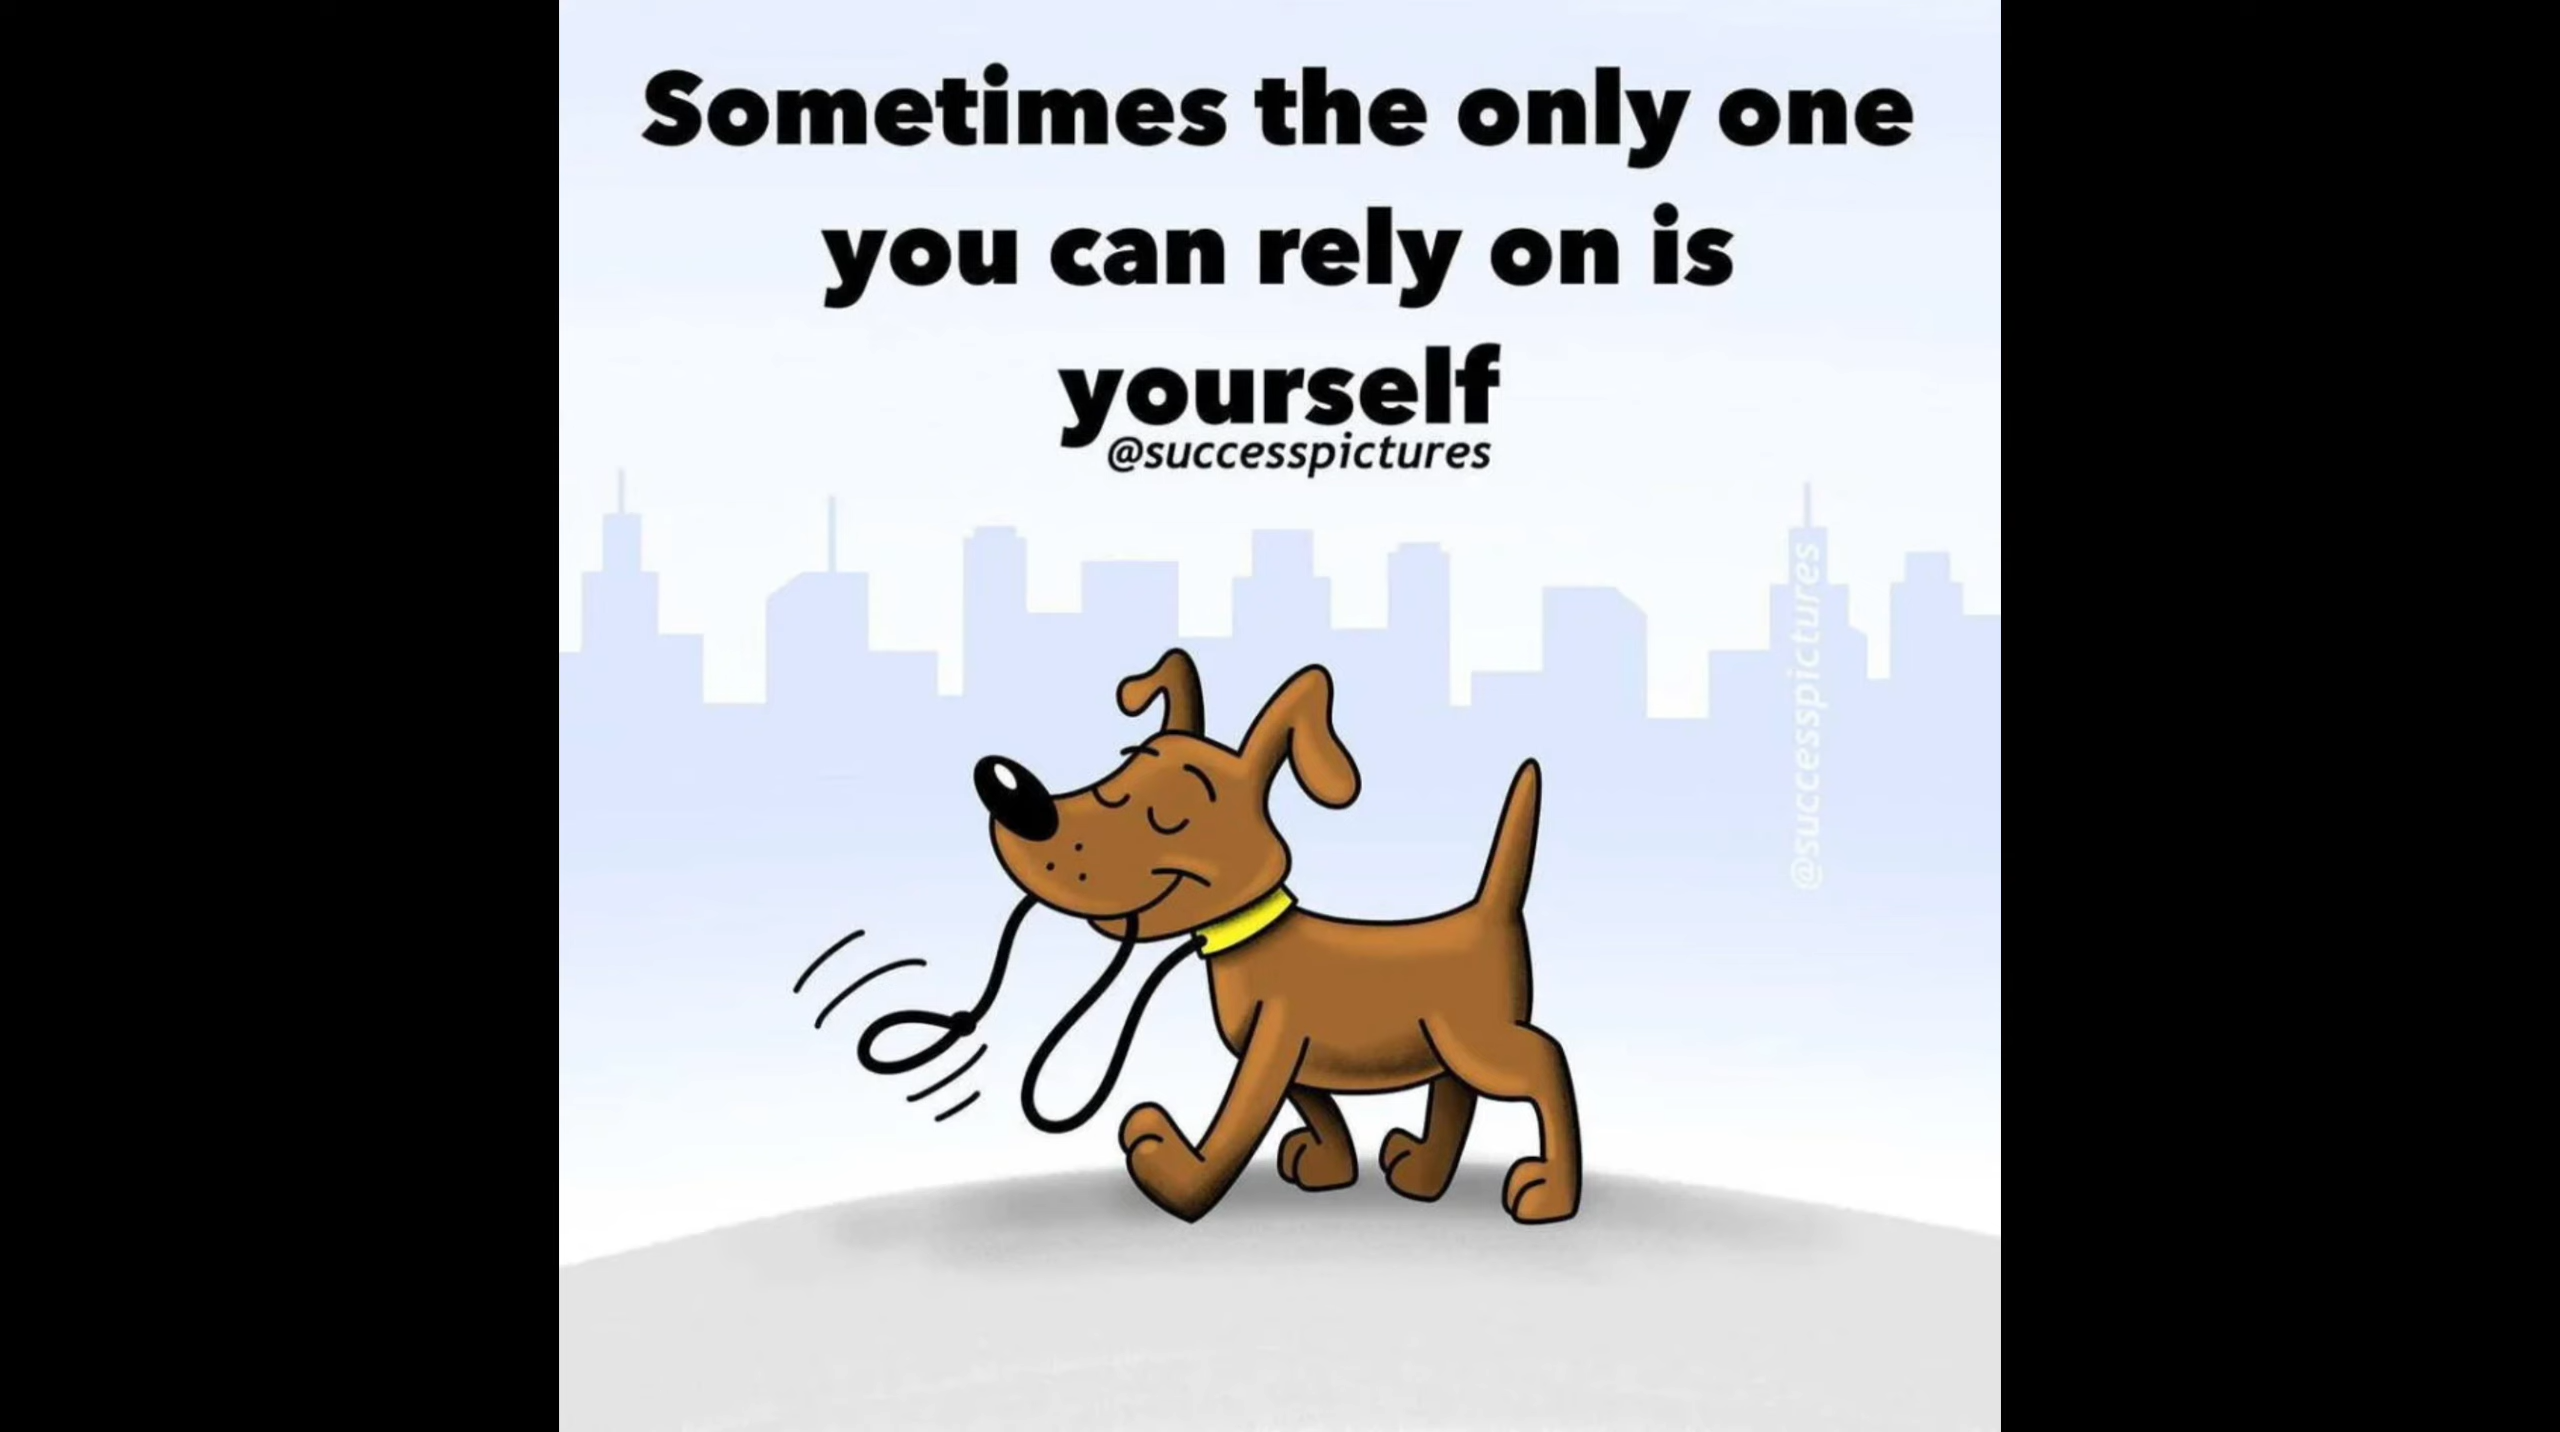 Sometimes the only one
you can rely on is
yourself
@successpictures
@successpictures